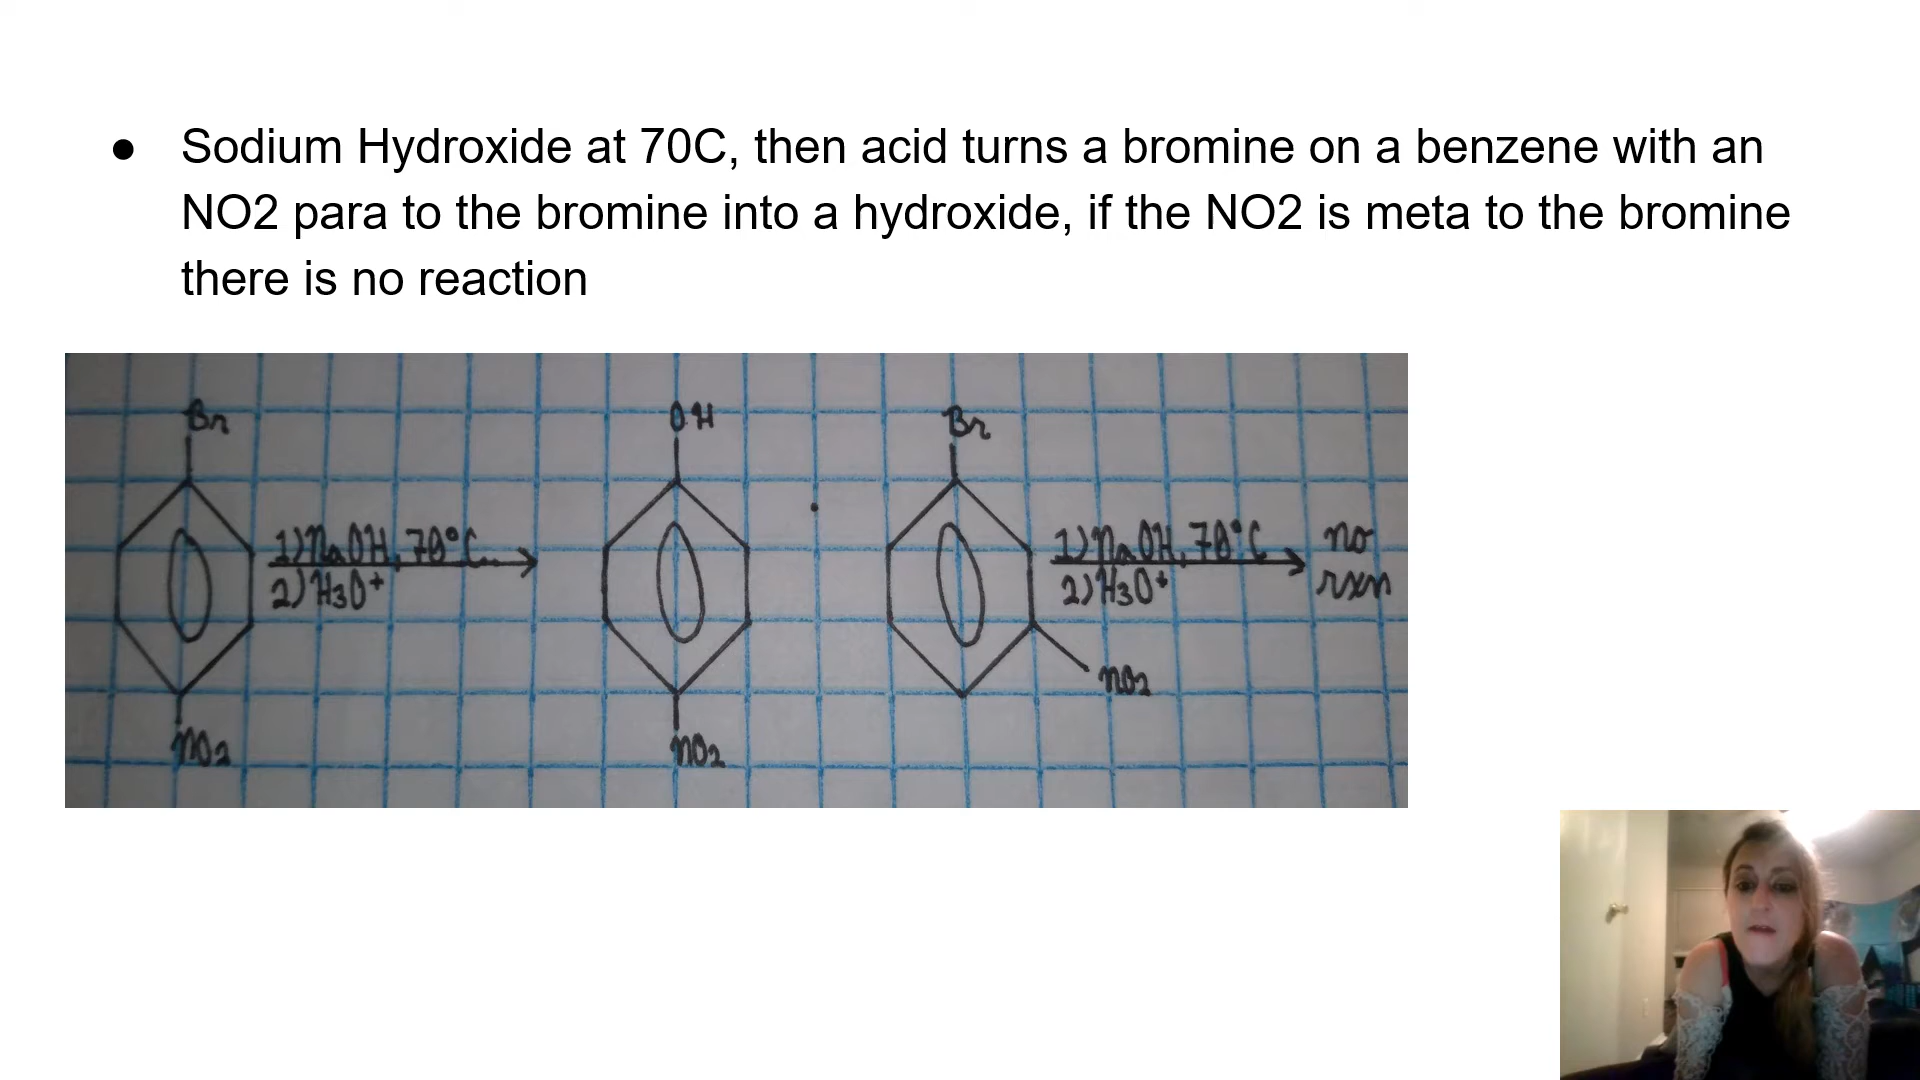 ● Sodium Hydroxide at 70C, then acid turns a bromine on a benzene with an
NO2 para to the bromine into a hydroxide, if the NO2 is meta to the bromine
there is no reaction
Br
OH
Br
1) NaOH, 70°C
2) H3O+
1) NaOH, 70°C
2) H3O+
no
rxn
NO2
NO2
NO2